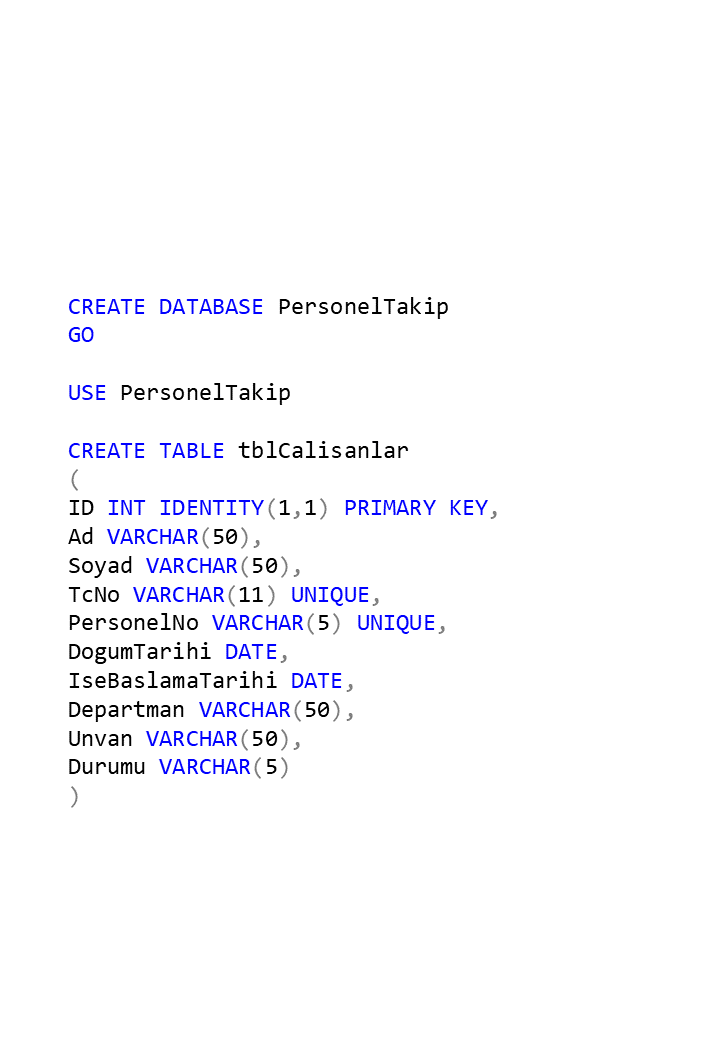 CREATE DATABASE PersonelTakip
GO
USE PersonelTakip
CREATE TABLE tblCalisanlar
(
ID INT IDENTITY(1,1) PRIMARY KEY,
Ad VARCHAR(50),
Soyad VARCHAR(50),
TcNo VARCHAR(11) UNIQUE,
PersonelNo VARCHAR(5) UNIQUE,
DogumTarihi DATE,
IseBaslamaTarihi DATE,
Departman VARCHAR(50),
Unvan VARCHAR(50),
Durumu VARCHAR(5)
)